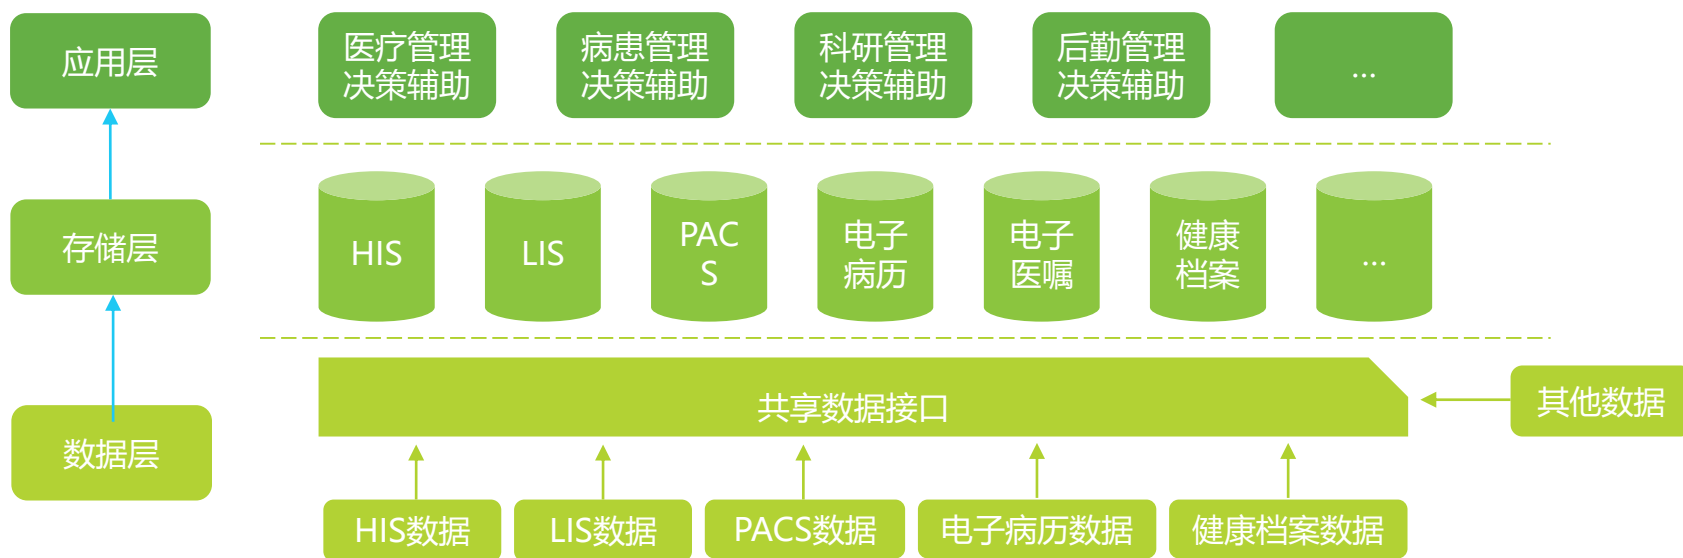 应用层
医疗管理
决策辅助
病患管理
决策辅助
科研管理
决策辅助
后勤管理
决策辅助
...
存储层
HIS
LIS
PAC
S
电子
病历
电子
医嘱
健康
档案
...
共享数据接口
其他数据
数据层
HIS数据
LIS数据
PACS数据
电子病历数据
健康档案数据